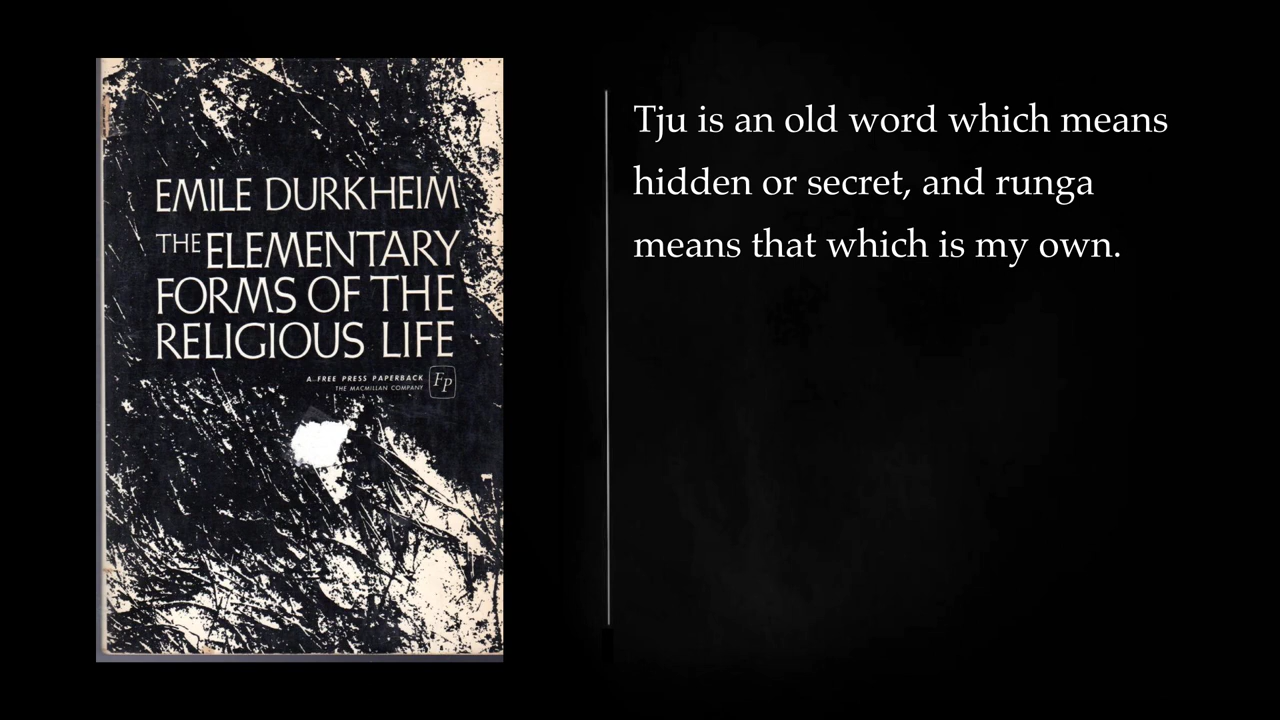 EMILE DURKHEIM
THE ELEMENTARY
FORMS OF THE
RELIGIOUS LIFE
A FREE PRESS PAPERBACK
THE MACMILLAN COMPANY
FP
Tju is an old word which means
hidden or secret, and runga
means that which is my own.